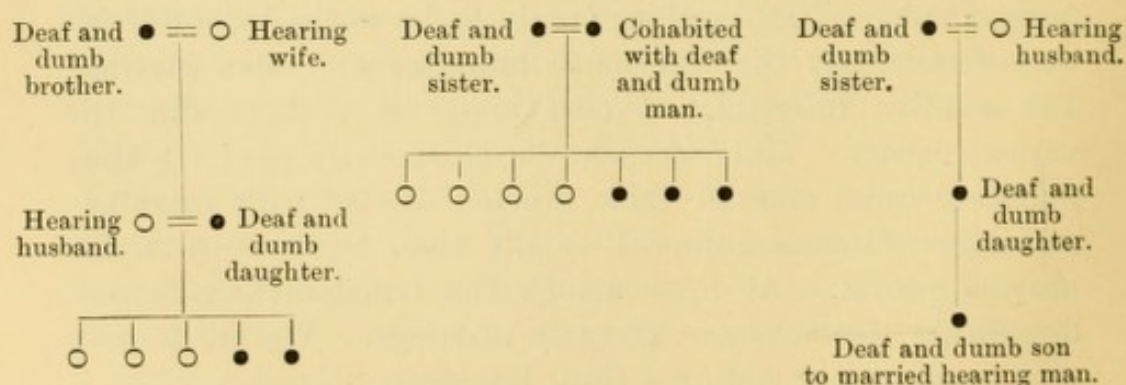 Deaf and dumb brother.
Hearing wife.
Deaf and dumb sister.
Cohabited with deaf and dumb man.
Deaf and dumb sister.
Hearing husband.
Hearing husband.
Deaf and dumb daughter.
Deaf and dumb daughter.
Deaf and dumb son
to married hearing man.